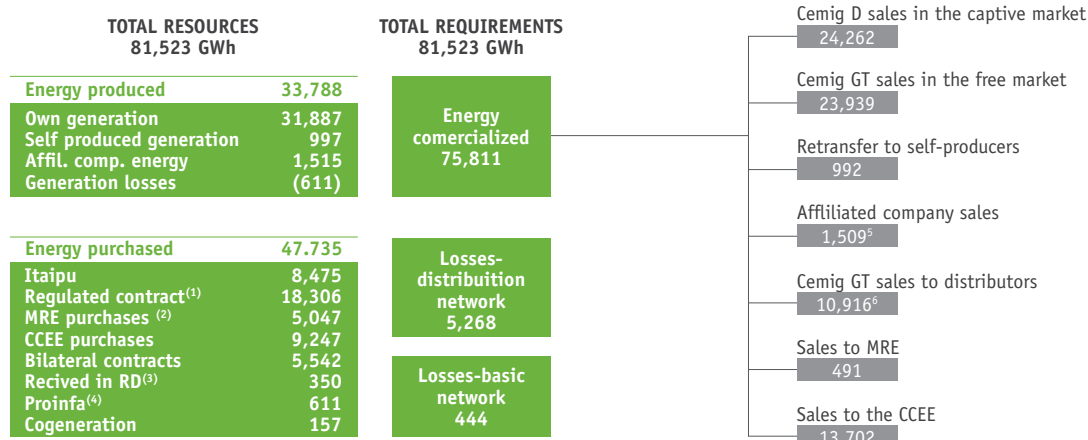 TOTAL RESOURCES
81,523 GWh
Energy produced 33,788
Own generation 31,887
Self produced generation 997
Affil. comp. energy 1,515
Generation losses (611)
Energy purchased 47.735
Itaipu 8,475
Regulated contract(1) 18,306
MRE purchases (2) 5,047
CCEE purchases 9,247
Bilateral contracts 5,542
Recived in RD(3) 350
Proinfa(4) 611
Cogeneration 157
TOTAL REQUIREMENTS
81,523 GWh
Energy
comercialized
75,811
Losses-
distribuition
network
5,268
Losses-basic
network
444
Cemig D sales in the captive market
24,262
Cemig GT sales in the free market
23,939
Retransfer to self-producers
992
Affliliated company sales
1,5095
Cemig GT sales to distributors
10,9166
Sales to MRE
491
Sales to the CCEE
13,702